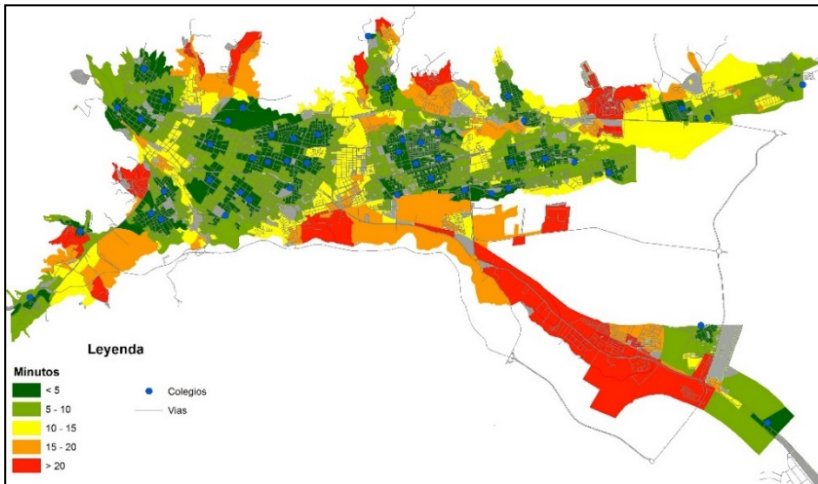 Leyenda
Minutos
< 5
5 - 10
10 - 15
15 - 20
> 20
Colegios
Vias